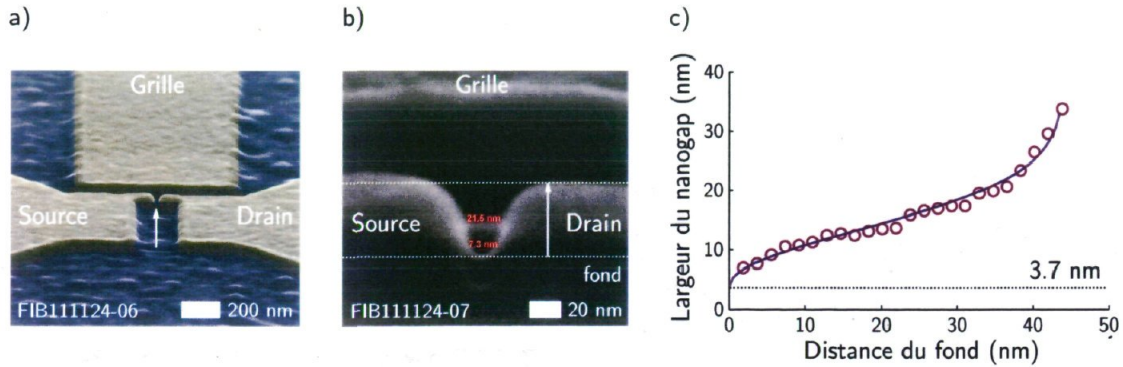 a)
Grille
Source
Drain
FIB111124-06
200 nm
b)
Grille
21.5 nm
Source
Drain
7.3 nm
fond
FIB111124-07
20 nm
c)
Largeur du nanogap (nm)
40
30
20
10
0
3.7 nm
0
10
20
30
40
50
Distance du fond (nm)